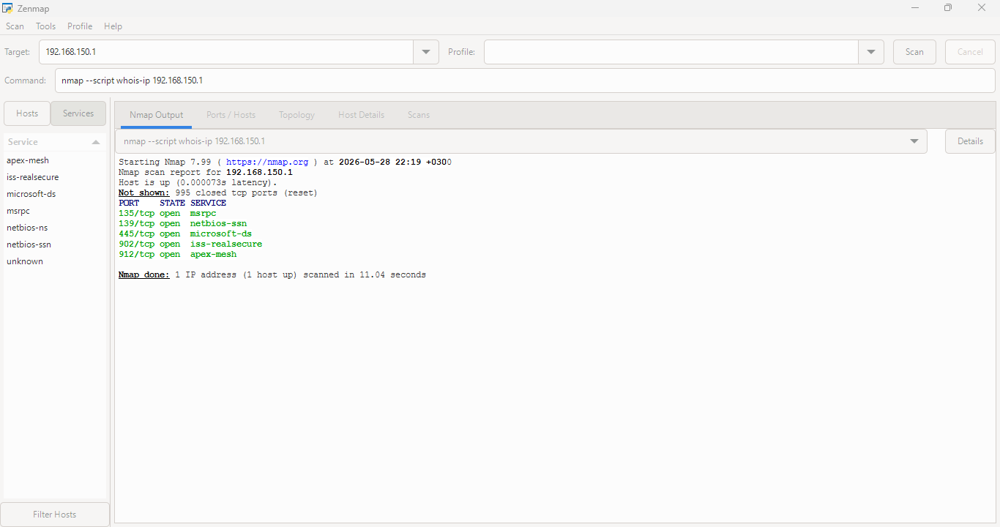 Zenmap
Scan Tools Profile Help
Target: 192.168.150.1 Profile: Scan Cancel
Command: nmap --script whois-ip 192.168.150.1
Hosts Services Nmap Output Ports / Hosts Topology Host Details Scans
Service nmap --script whois-ip 192.168.150.1 Details
apex-mesh
iss-realsecure
microsoft-ds
msrpc
netbios-ns
netbios-ssn
unknown
Filter Hosts
Starting Nmap 7.99 ( https://nmap.org ) at 2026-05-28 22:19 +0300
Nmap scan report for 192.168.150.1
Host is up (0.000073s latency).
Not shown: 995 closed tcp ports (reset)
PORT STATE SERVICE
135/tcp open msrpc
139/tcp open netbios-ssn
445/tcp open microsoft-ds
902/tcp open iss-realsecure
912/tcp open apex-mesh
Nmap done: 1 IP address (1 host up) scanned in 11.04 seconds